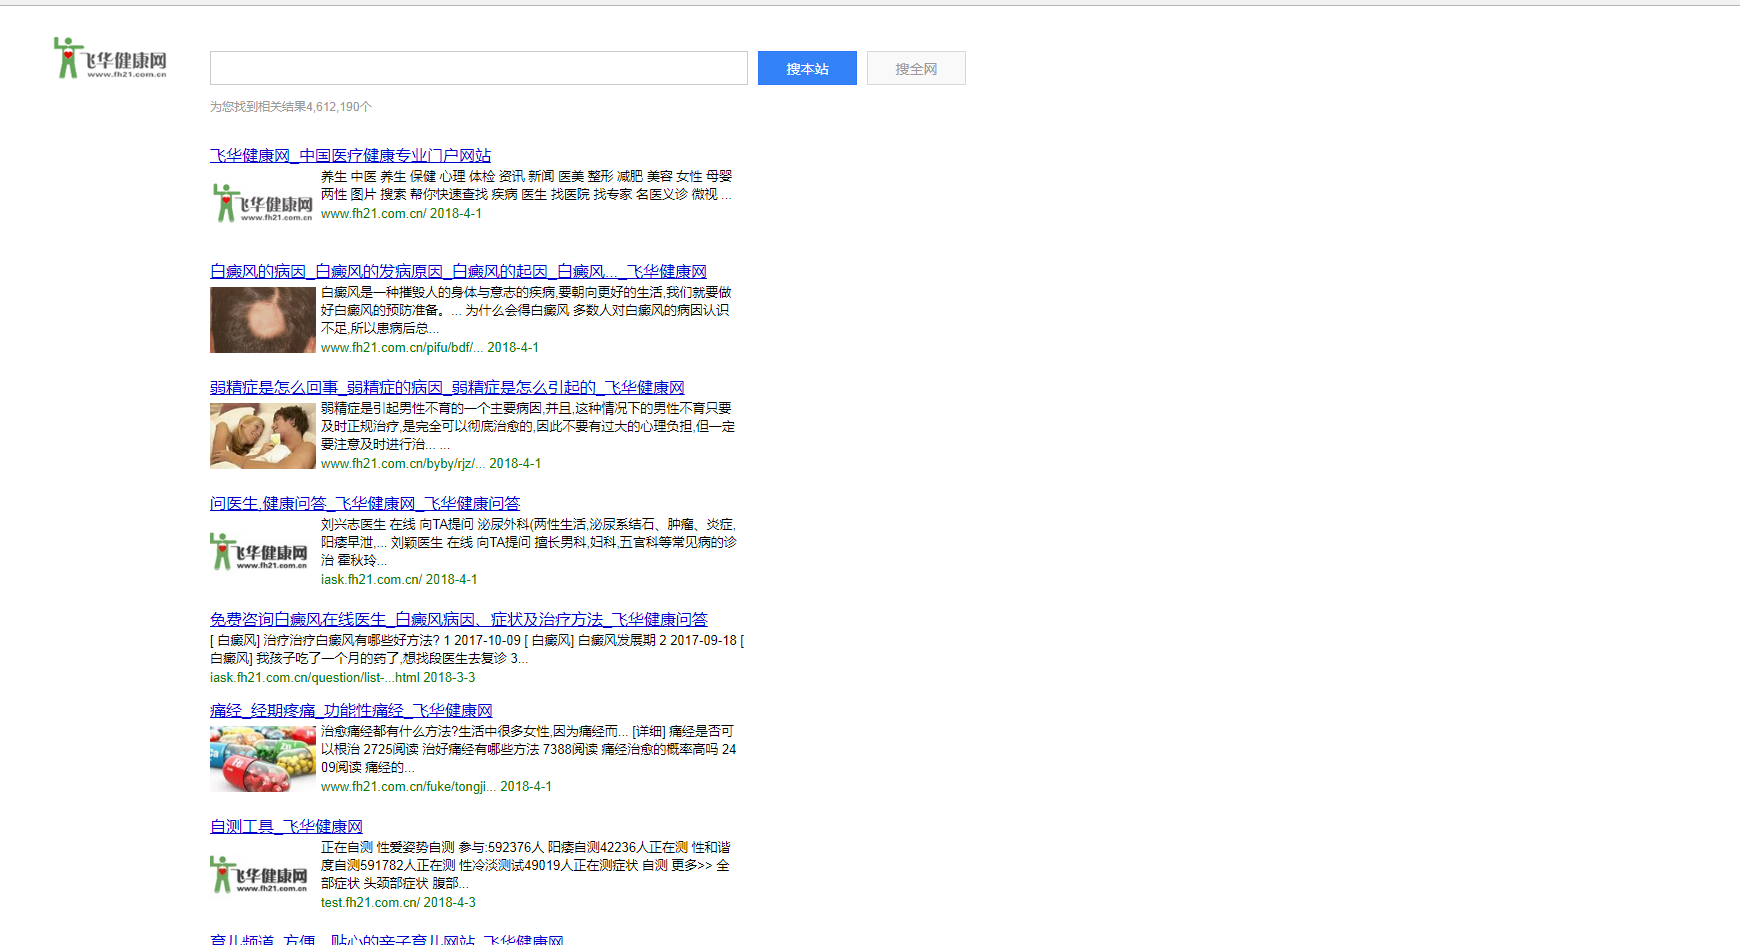 飞华健康网
www.fh21.com.cn
搜本站
搜全网
为您找到相关结果4,612,190个
飞华健康网_中国医疗健康专业门户网站
飞华健康网
www.fh21.com.cn
养生 中医 养生 保健 心理 体检 资讯 新闻 医美 整形 减肥 美容 女性 母婴
两性 图片 搜索 帮你快速查找 疾病 医生 找医院 找专家 名医义诊 微视 ...
www.fh21.com.cn/ 2018-4-1
白癜风的病因_白癜风的发病原因_白癜风的起因_白癜风..._飞华健康网
白癜风是一种摧毁人的身体与意志的疾病,要朝向更好的生活,我们就要做
好白癜风的预防准备。... 为什么会得白癜风 多数人对白癜风的病因认识
不足,所以患病后总...
www.fh21.com.cn/pifu/bdf/... 2018-4-1
弱精症是怎么回事_弱精症的病因_弱精症是怎么引起的_飞华健康网
弱精症是引起男性不育的一个主要病因,并且,这种情况下的男性不育只要
及时正规治疗,是完全可以彻底治愈的,因此不要有过大的心理负担,但一定
要注意及时进行治... ...
www.fh21.com.cn/byby/rjz/... 2018-4-1
问医生,健康问答_飞华健康网_飞华健康问答
飞华健康网
www.fh21.com.cn
刘兴志医生 在线 向TA提问 泌尿外科(两性生活,泌尿系结石、肿瘤、炎症,
阳痿早泄,... 刘颖医生 在线 向TA提问 擅长男科,妇科,五官科等常见病的诊
治 霍秋玲...
iask.fh21.com.cn/ 2018-4-1
免费咨询白癜风在线医生_白癜风病因、症状及治疗方法_飞华健康问答
[ 白癜风] 治疗治疗白癜风有哪些好方法? 1 2017-10-09 [ 白癜风] 白癜风发展期 2 2017-09-18 [
白癜风] 我孩子吃了一个月的药了,想找段医生去复诊 3...
iask.fh21.com.cn/question/list-...html 2018-3-3
痛经_经期疼痛_功能性痛经_飞华健康网
治愈痛经都有什么方法?生活中很多女性,因为痛经而... [详细] 痛经是否可
以根治 2725阅读 治好痛经有哪些方法 7388阅读 痛经治愈的概率高吗 24
09阅读 痛经的...
www.fh21.com.cn/fuke/tongji... 2018-4-1
自测工具_飞华健康网
飞华健康网
www.fh21.com.cn
正在自测 性爱姿势自测 参与:592376人 阳痿自测42236人正在测 性和谐
度自测591782人正在测 性冷淡测试49019人正在测症状 自测 更多>> 全
部症状 头颈部症状 腹部...
test.fh21.com.cn/ 2018-4-3
育儿频道_方便、贴心的亲子育儿网站_飞华健康网